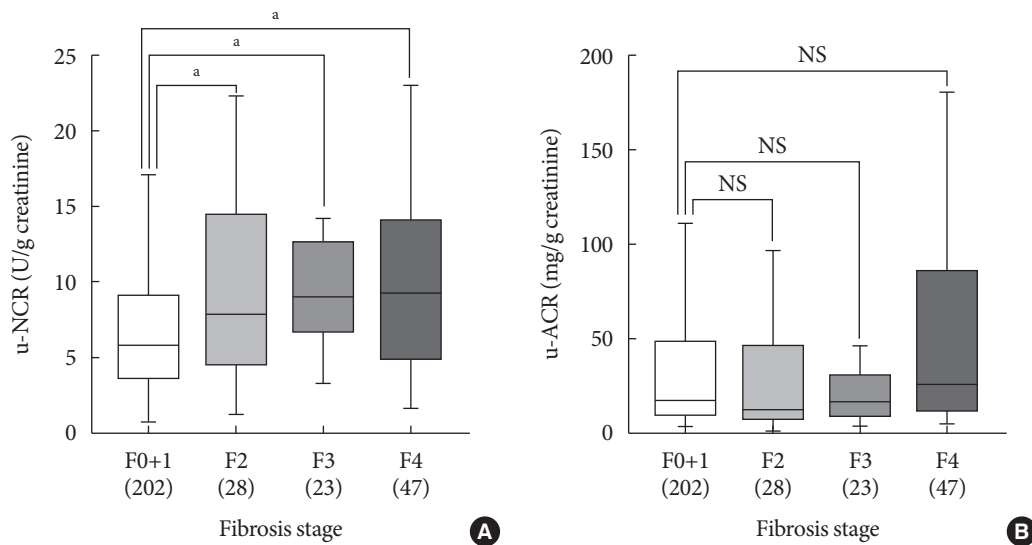 a
a
a
25
20
15
10
5
0
u-NCR (U/g creatinine)
F0+1 F2 F3 F4
(202) (28) (23) (47)
Fibrosis stage
A
NS
NS
NS
200
150
100
50
0
u-ACR (mg/g creatinine)
F0+1 F2 F3 F4
(202) (28) (23) (47)
Fibrosis stage
B